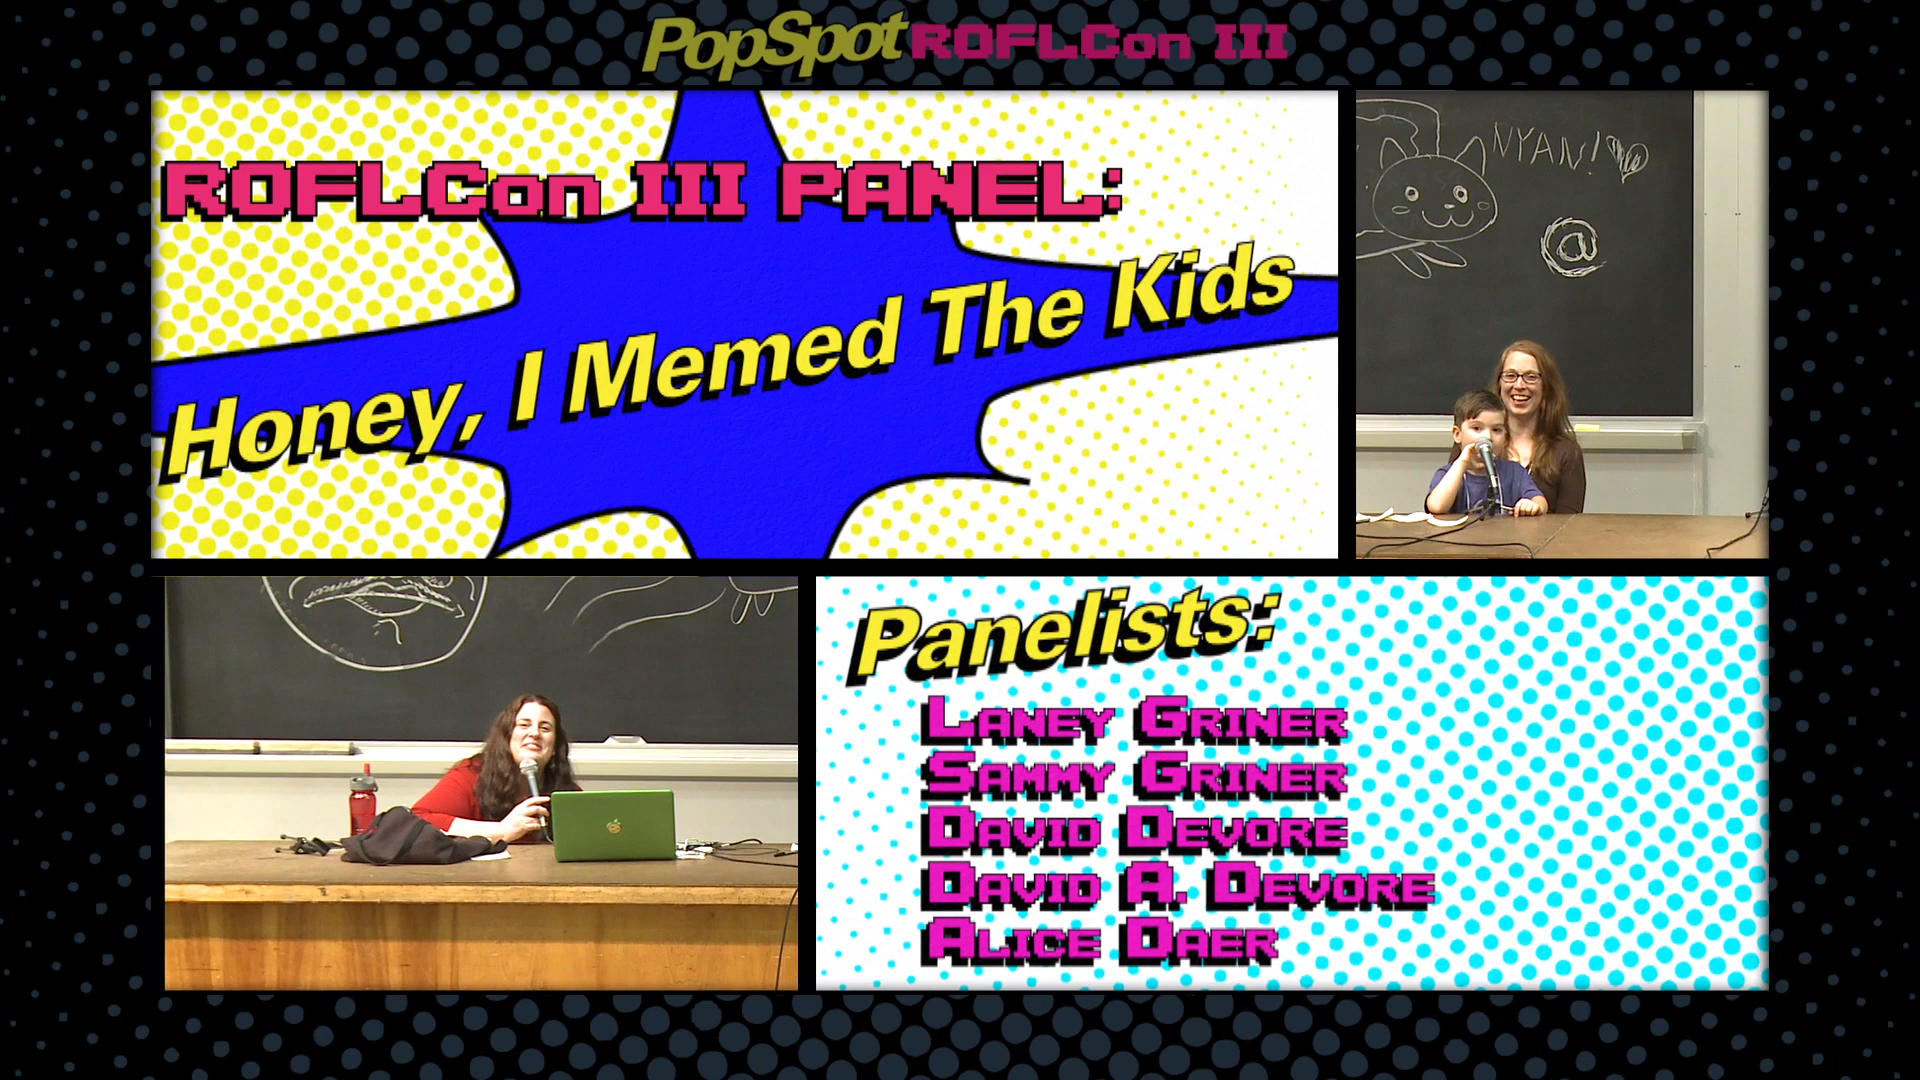 PopSpot ROFLCon III
ROFLCon III PANEL:
Honey, I Memed The Kids
NYAN!
@
Panelists:
Laney Griner
Sammy Griner
David Devore
David A. Devore
Alice Daer